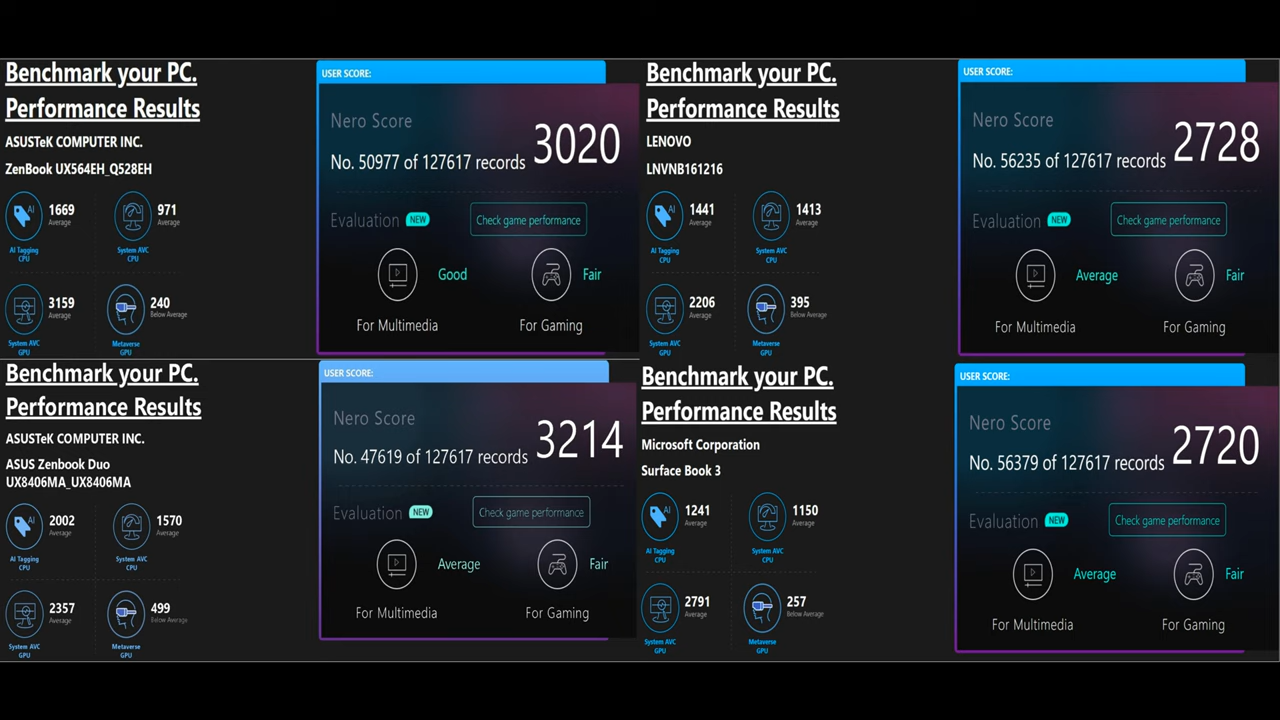 Benchmark your PC.
Performance Results
ASUSTeK COMPUTER INC.
ZenBook UX564EH_Q528EH
1669
Average
AI Tagging
CPU
971
Average
System AVC
CPU
3159
Average
System AVC
GPU
240
Below Average
Metaverse
GPU
USER SCORE:
Nero Score
3020
No. 50977 of 127617 records
Evaluation NEW
Check game performance
Good
Fair
For Multimedia
For Gaming
Benchmark your PC.
Performance Results
LENOVO
LNVNB161216
1441
Average
AI Tagging
CPU
1413
Average
System AVC
CPU
2206
Average
System AVC
GPU
395
Below Average
Metaverse
GPU
USER SCORE:
Nero Score
2728
No. 56235 of 127617 records
Evaluation NEW
Check game performance
Average
Fair
For Multimedia
For Gaming
Benchmark your PC.
Performance Results
ASUSTeK COMPUTER INC.
ASUS Zenbook Duo
UX8406MA_UX8406MA
2002
Average
AI Tagging
CPU
1570
Average
System AVC
CPU
2357
Average
System AVC
GPU
499
Below Average
Metaverse
GPU
USER SCORE:
Nero Score
3214
No. 47619 of 127617 records
Evaluation NEW
Check game performance
Average
Fair
For Multimedia
For Gaming
Benchmark your PC.
Performance Results
Microsoft Corporation
Surface Book 3
1241
Average
AI Tagging
CPU
1150
Average
System AVC
CPU
2791
Average
System AVC
GPU
257
Below Average
Metaverse
GPU
USER SCORE:
Nero Score
2720
No. 56379 of 127617 records
Evaluation NEW
Check game performance
Average
Fair
For Multimedia
For Gaming